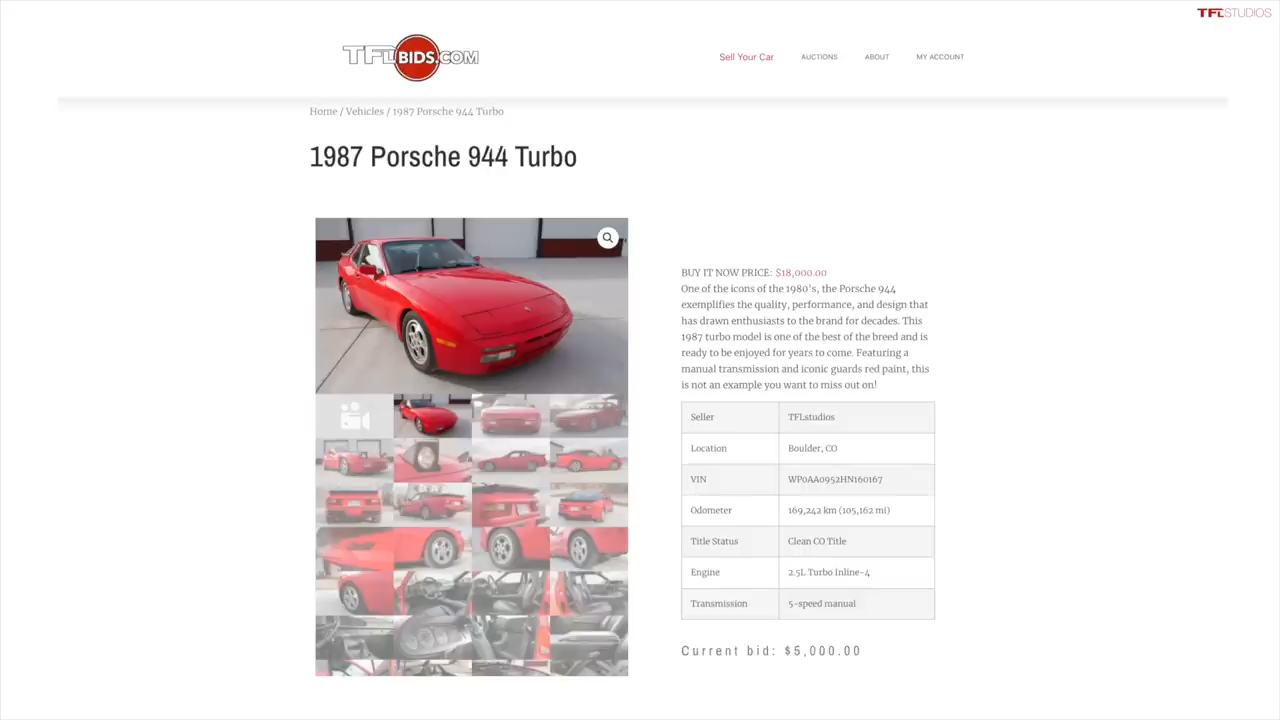 TFLSTUDIOS
TFLBIDS.COM
Sell Your Car
AUCTIONS
ABOUT
MY ACCOUNT
Home / Vehicles / 1987 Porsche 944 Turbo
1987 Porsche 944 Turbo
BUY IT NOW PRICE: $18,000.00
One of the icons of the 1980's, the Porsche 944
exemplifies the quality, performance, and design that
has drawn enthusiasts to the brand for decades. This
1987 turbo model is one of the best of the breed and is
ready to be enjoyed for years to come. Featuring a
manual transmission and iconic guards red paint, this
is not an example you want to miss out on!
Seller TFLstudios
Location Boulder, CO
VIN WP0AA0952HN160167
Odometer 169,242 km (105,162 mi)
Title Status Clean CO Title
Engine 2.5L Turbo Inline-4
Transmission 5-speed manual
Current bid: $5,000.00